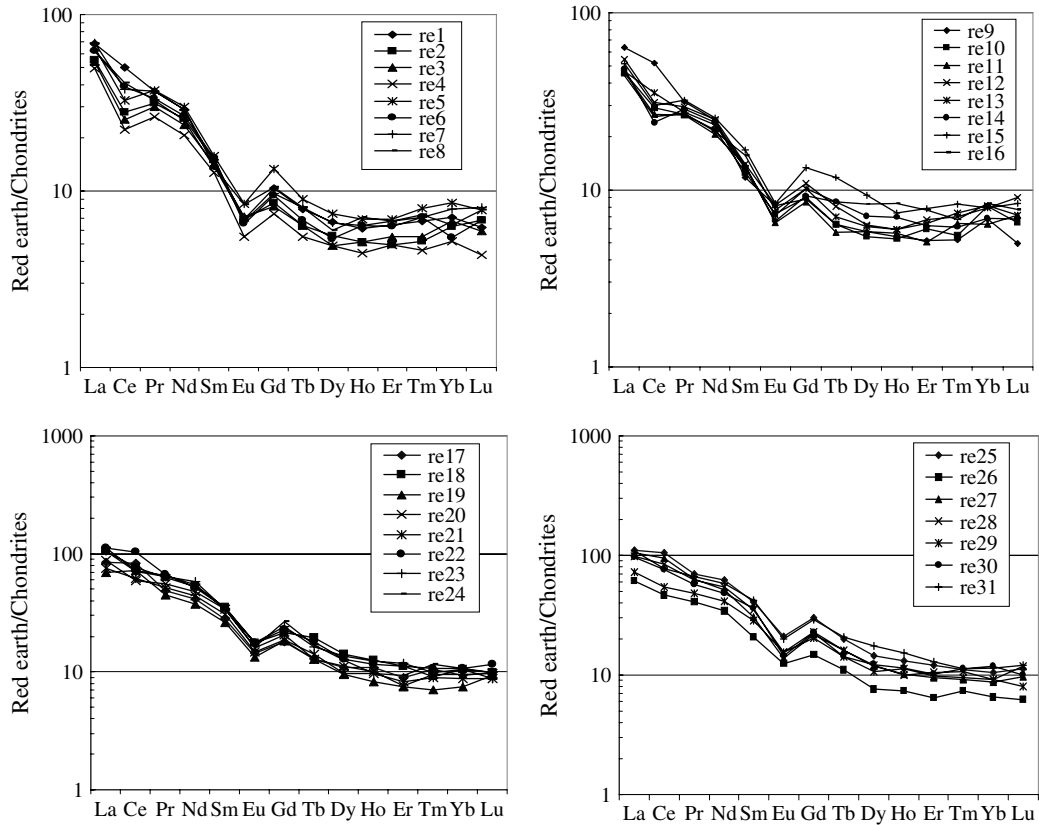 Red earth/Chondrites
100
10
1
La Ce Pr Nd Sm Eu Gd Tb Dy Ho Er Tm Yb Lu
re1
re2
re3
re4
re5
re6
re7
re8
Red earth/Chondrites
100
10
1
La Ce Pr Nd Sm Eu Gd Tb Dy Ho Er Tm Yb Lu
re9
re10
re11
re12
re13
re14
re15
re16
Red earth/Chondrites
1000
100
10
1
La Ce Pr Nd Sm Eu Gd Tb Dy Ho Er Tm Yb Lu
re17
re18
re19
re20
re21
re22
re23
re24
Red earth/Chondrites
1000
100
10
1
La Ce Pr Nd Sm Eu Gd Tb Dy Ho Er Tm Yb Lu
re25
re26
re27
re28
re29
re30
re31